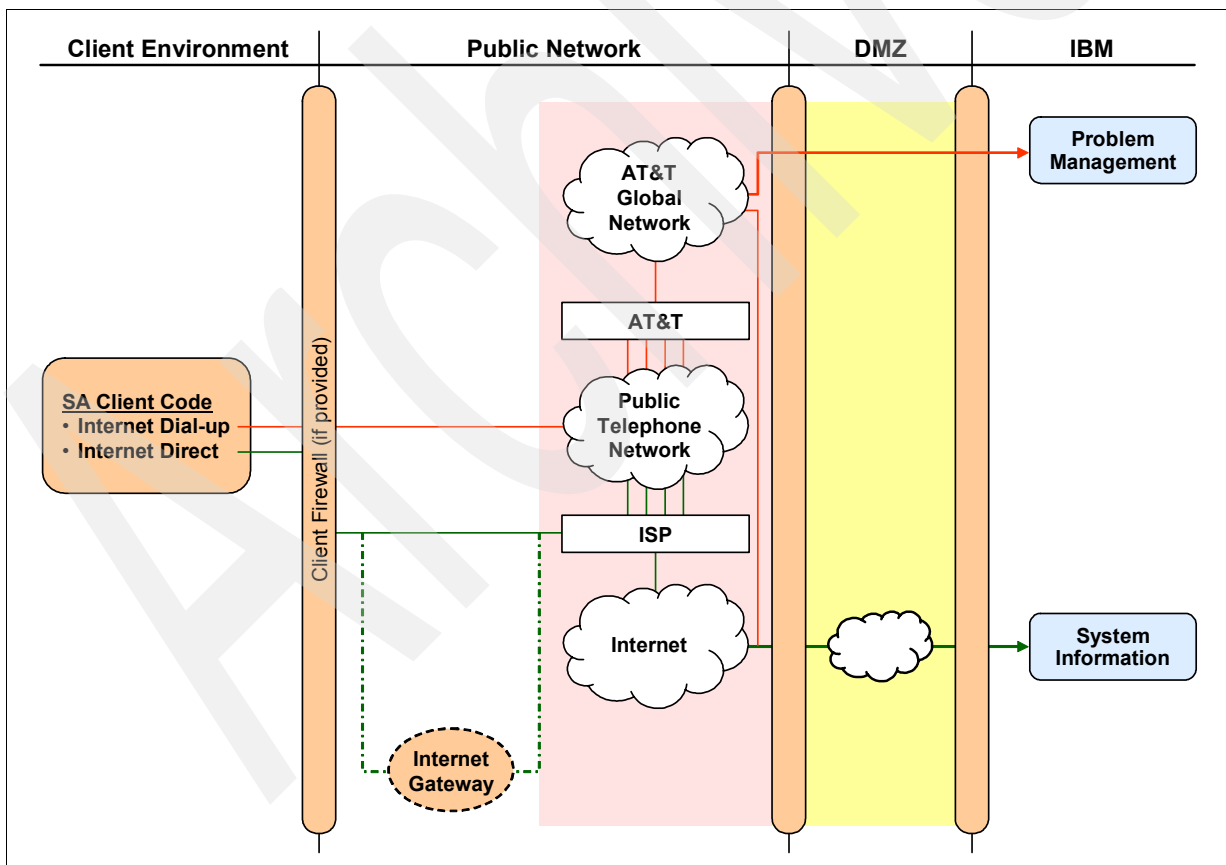 Client Environment
Public Network
DMZ
IBM
Problem
Management
AT&T
Global
Network
AT&T
SA Client Code
• Internet Dial-up
• Internet Direct
Client Firewall (if provided)
Public
Telephone
Network
ISP
Internet
System
Information
Internet
Gateway